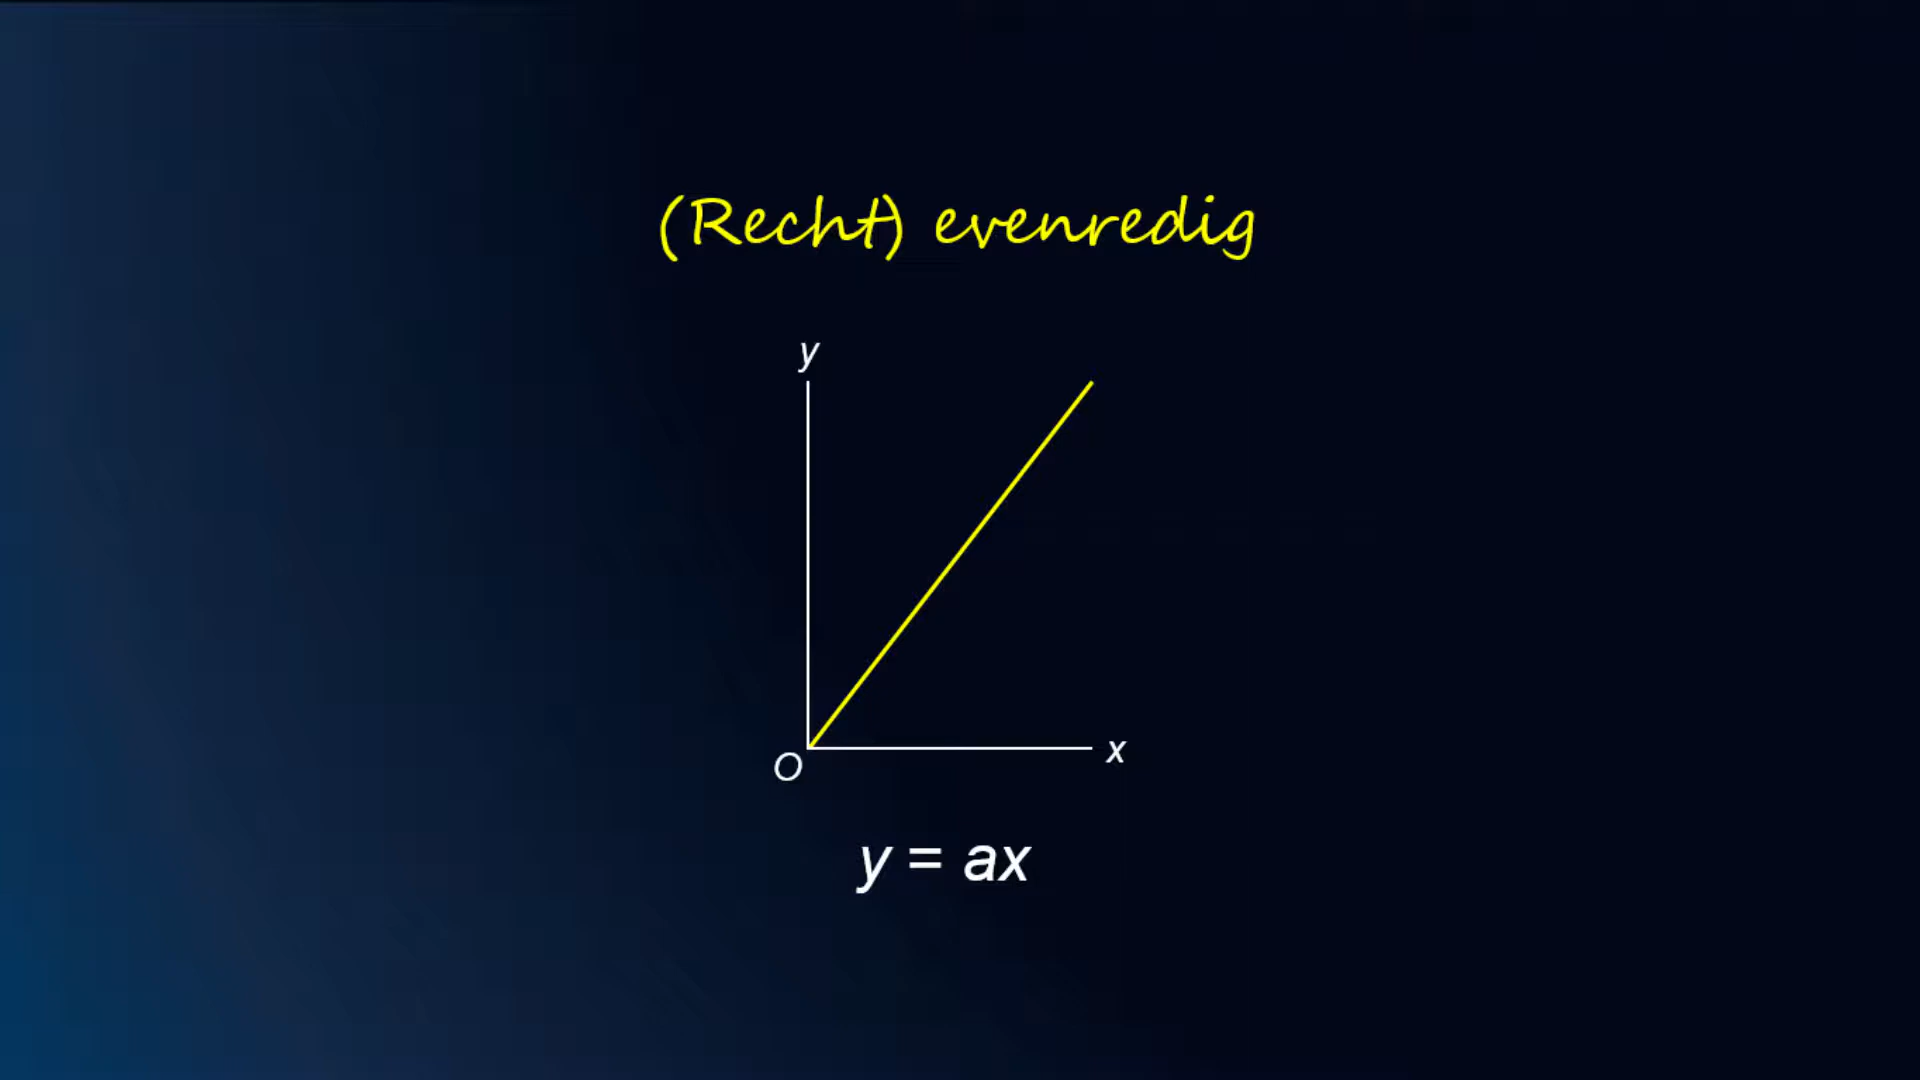 (Recht) evenredig
y
O
x
y = ax